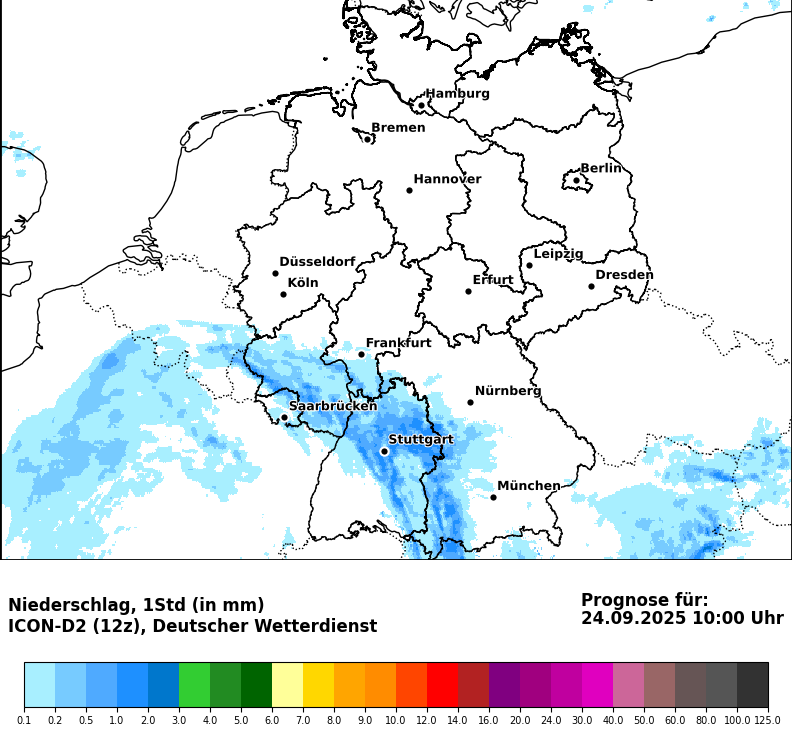 Hamburg
Bremen
Berlin
Hannover
Leipzig
Düsseldorf
Dresden
Köln
Erfurt
Frankfurt
Nürnberg
Saarbrücken
Stuttgart
München
Niederschlag, 1Std (in mm)
ICON-D2 (12z), Deutscher Wetterdienst
Prognose für:
24.09.2025 10:00 Uhr
0.1 0.2 0.5 1.0 2.0 3.0 4.0 5.0 6.0 7.0 8.0 9.0 10.0 12.0 14.0 16.0 20.0 24.0 30.0 40.0 50.0 60.0 80.0 100.0 125.0